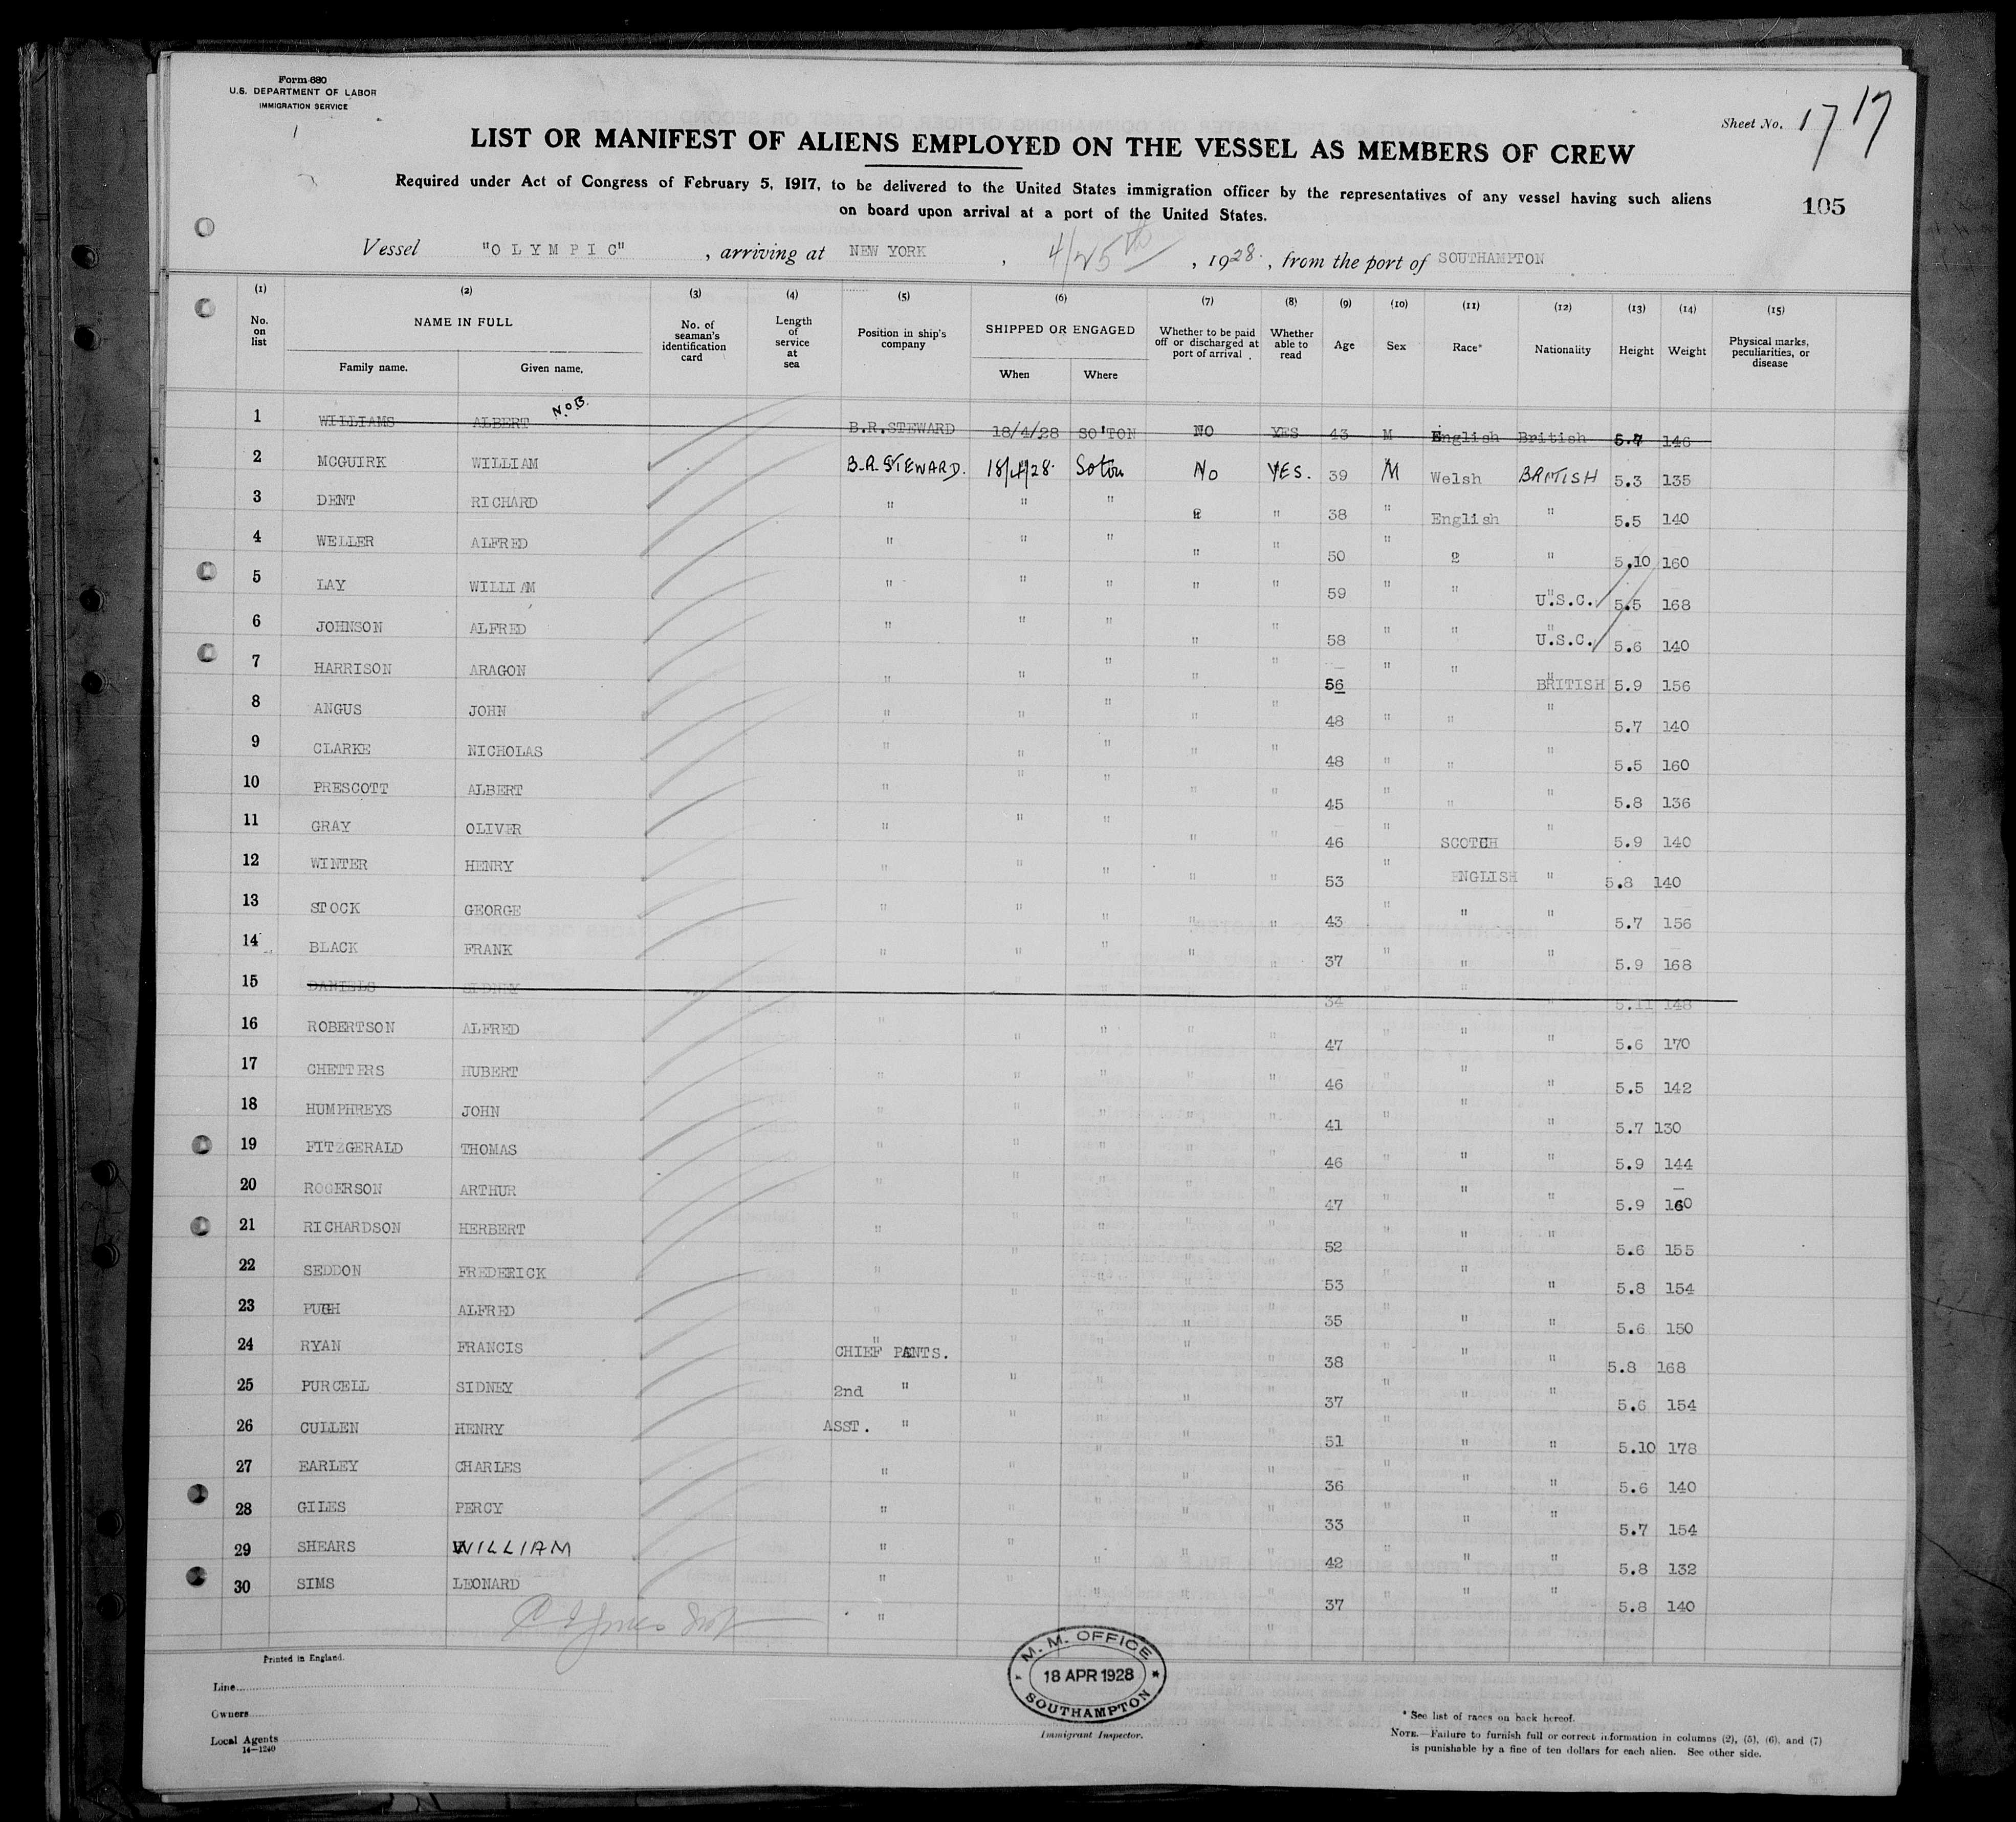 Form 680
U.S. DEPARTMENT OF LABOR
IMMIGRATION SERVICE
Sheet No. 17 17
LIST OR MANIFEST OF ALIENS EMPLOYED ON THE VESSEL AS MEMBERS OF CREW
Required under Act of Congress of February 5, 1917, to be delivered to the United States immigration officer by the representatives of any vessel having such aliens
on board upon arrival at a port of the United States.
105
Vessel "OLYMPIC", arriving at NEW YORK, 4/25th, 1928., from the port of SOUTHAMPTON
(1) (2) (3) (4) (5) (6) (7) (8) (9) (10) (11) (12) (13) (14) (15)
No. on list NAME IN FULL Family name. Given name. No. of seaman's identification card Length of service at sea Position in ship's company SHIPPED OR ENGAGED When Where Whether to be paid off or discharged at port of arrival. Whether able to read Age Sex Race* Nationality Height Weight Physical marks, peculiarities, or disease
1 WILLIAMS ALBERT N.O.B. B.R.STEWARD 18/4/28 SO'TON NO YES 43 M English British 5.7 146
2 MCGUIRK WILLIAM B.R.STEWARD. 18/4/28. Soton No YES. 39 M Welsh BRITISH 5.3 135
3 DENT RICHARD " " " " " 38 " English " 5.5 140
4 WELLER ALFRED " " " " " 50 " " " 5.10 160
5 LAY WILLIAM " " " " " 59 " " U.S.C. 5.5 168
6 JOHNSON ALFRED " " " " " 58 " " U.S.C. 5.6 140
7 HARRISON ARAGON " " " " " 56 " " BRITISH 5.9 156
8 ANGUS JOHN " " " " " 48 " " " 5.7 140
9 CLARKE NICHOLAS " " " " " 48 " " " 5.5 160
10 PRESCOTT ALBERT " " " " " 45 " " " 5.8 136
11 GRAY OLIVER " " " " " 46 " SCOTCH " 5.9 140
12 WINTER HENRY " " " " " 53 " ENGLISH " 5.8 140
13 STOCK GEORGE " " " " " 43 " " " 5.7 156
14 BLACK FRANK " " " " " 37 " " " 5.9 168
15 DANIELS SIDNEY 34 " " " 5.11 148
16 ROBERTSON ALFRED " " " " " 47 " " " 5.6 170
17 CHETTERS HUBERT " " " " " 46 " " " 5.5 142
18 HUMPHREYS JOHN " " " " " 41 " " " 5.7 130
19 FITZGERALD THOMAS " " " " " 46 " " " 5.9 144
20 ROGERSON ARTHUR " " " " " 47 " " " 5.9 160
21 RICHARDSON HERBERT " " " " " 52 " " " 5.6 155
22 SEDDON FREDERICK " " " " " 53 " " " 5.8 154
23 PUGH ALFRED " " " " " 35 " " " 5.6 150
24 RYAN FRANCIS CHIEF PANTS. " " " " 38 " " " 5.8 168
25 PURCELL SIDNEY 2nd " " " " " 37 " " " 5.6 154
26 CULLEN HENRY ASST. " " " " " 51 " " " 5.10 178
27 EARLEY CHARLES " " " " " 36 " " " 5.6 140
28 GILES PERCY " " " " " 33 " " " 5.7 154
29 SHEARS WILLIAM " " " " " 42 " " " 5.8 132
30 SIMS LEONARD " " " " " 37 " " " 5.8 140
Printed in England.
Line
Owners
Local Agents
14—1240
M. M. OFFICE
18 APR 1928
SOUTHAMPTON
Immigrant Inspector.
* See list of races on back hereof.
NOTE.—Failure to furnish full or correct information in columns (2), (5), (6), and (7)
is punishable by a fine of ten dollars for each alien. See other side.